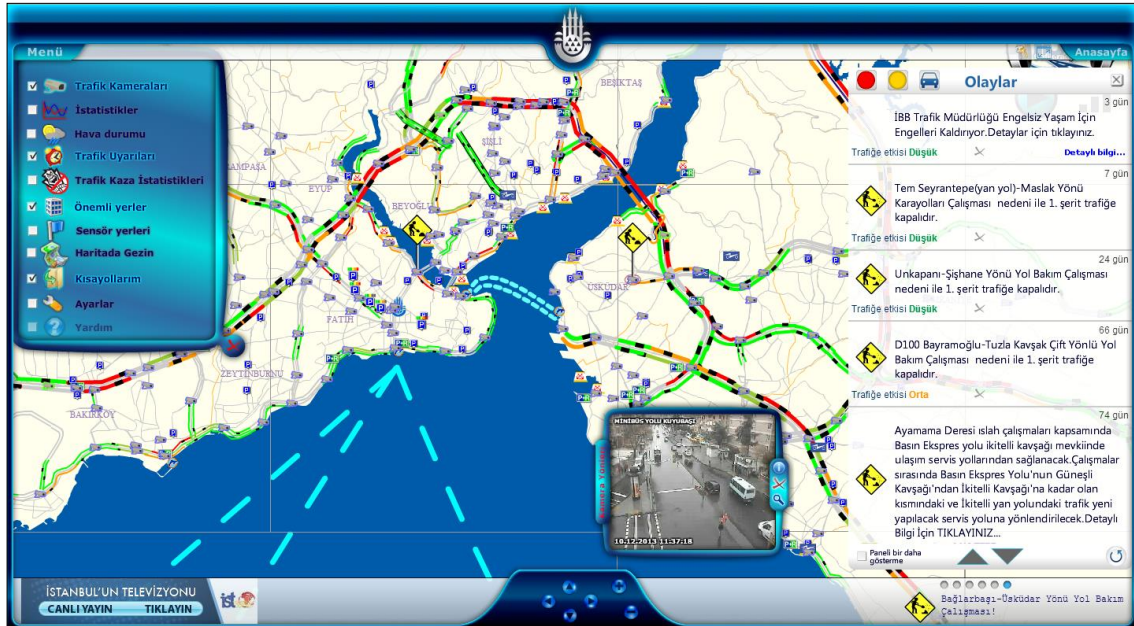 Menü
Anasayfa
Trafik Kameraları
İstatistikler
Hava durumu
Trafik Uyarıları
Trafik Kaza İstatistikleri
Önemli yerler
Sensör yerleri
Haritada Gezin
Kısayollarım
Ayarlar
Yardım
BEŞİKTAŞ
ŞİŞLİ
EYÜP
BEYOĞLU
ÜSKÜDAR
FATİH
ZEYTİNBURNU
BAKIRKÖY
Olaylar
3 gün
İBB Trafik Müdürlüğü Engelsiz Yaşam İçin
Engelleri Kaldırıyor.Detaylar için tıklayınız.
Trafiğe etkisi Düşük
Detaylı bilgi...
7 gün
Tem Seyrantepe(yan yol)-Maslak Yönü
Karayolları Çalışması nedeni ile 1. şerit trafiğe
kapalıdır.
Trafiğe etkisi Düşük
24 gün
Unkapanı-Şişhane Yönü Yol Bakım Çalışması
nedeni ile 1. şerit trafiğe kapalıdır.
Trafiğe etkisi Düşük
66 gün
D100 Bayramoğlu-Tuzla Kavşak Çift Yönlü Yol
Bakım Çalışması nedeni ile 1. şerit trafiğe
kapalıdır.
Trafiğe etkisi Orta
74 gün
Ayamama Deresi ıslah çalışmaları kapsamında
Basın Ekspres yolu ikitelli kavşağı mevkiinde
ulaşım servis yollarından sağlanacak.Çalışmalar
sırasında Basın Ekspres Yolu'nun Güneşli
Kavşağı'ndan İkitelli Kavşağı'na kadar olan
kısmındaki ve İkitelli yan yolundaki trafik yeni
yapılacak servis yoluna yönlendirilecek.Detaylı
Bilgi İçin TIKLAYINIZ...
Paneli bir daha
gösterme
MİNİBÜS YOLU KUYUBAŞI
10.12.2013 11:37:18
İSTANBUL'UN TELEVİZYONU
CANLI YAYIN TIKLAYIN
ist
Bağlarbaşı-Üsküdar Yönü Yol Bakım
Çalışması!